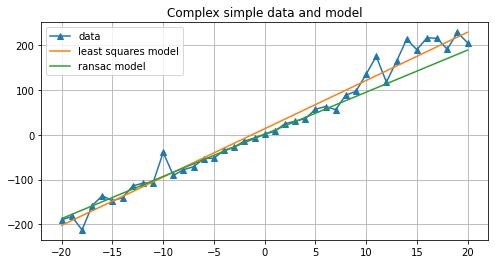 Complex simple data and model
data
least squares model
ransac model
200
100
0
−100
−200
−20 −15 −10 −5 0 5 10 15 20